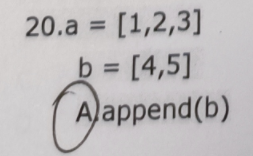 20.a = [1,2,3]
b = [4,5]
A.append(b)